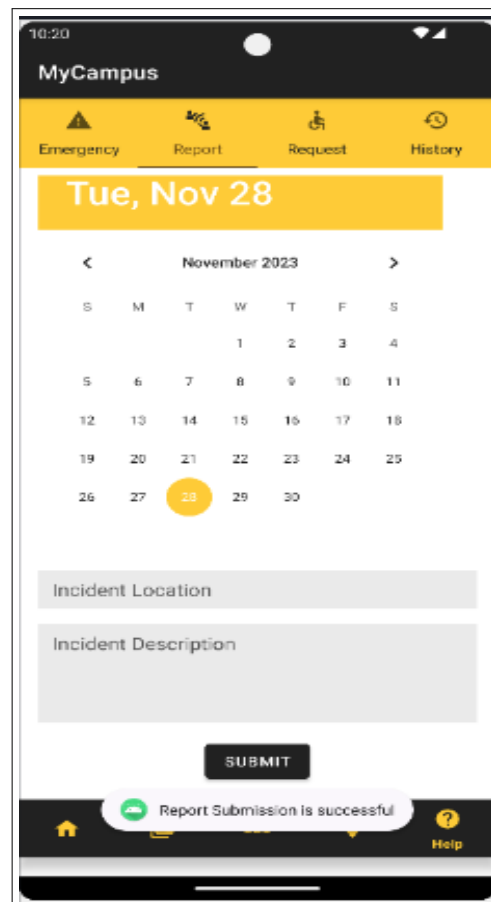 10:20
MyCampus
Emergency Report Request History
Tue, Nov 28
November 2023
S M T W T F S
1 2 3 4
5 6 7 8 9 10 11
12 13 14 15 16 17 18
19 20 21 22 23 24 25
26 27 28 29 30
Incident Location
Incident Description
SUBMIT
Report Submission is successful
Help